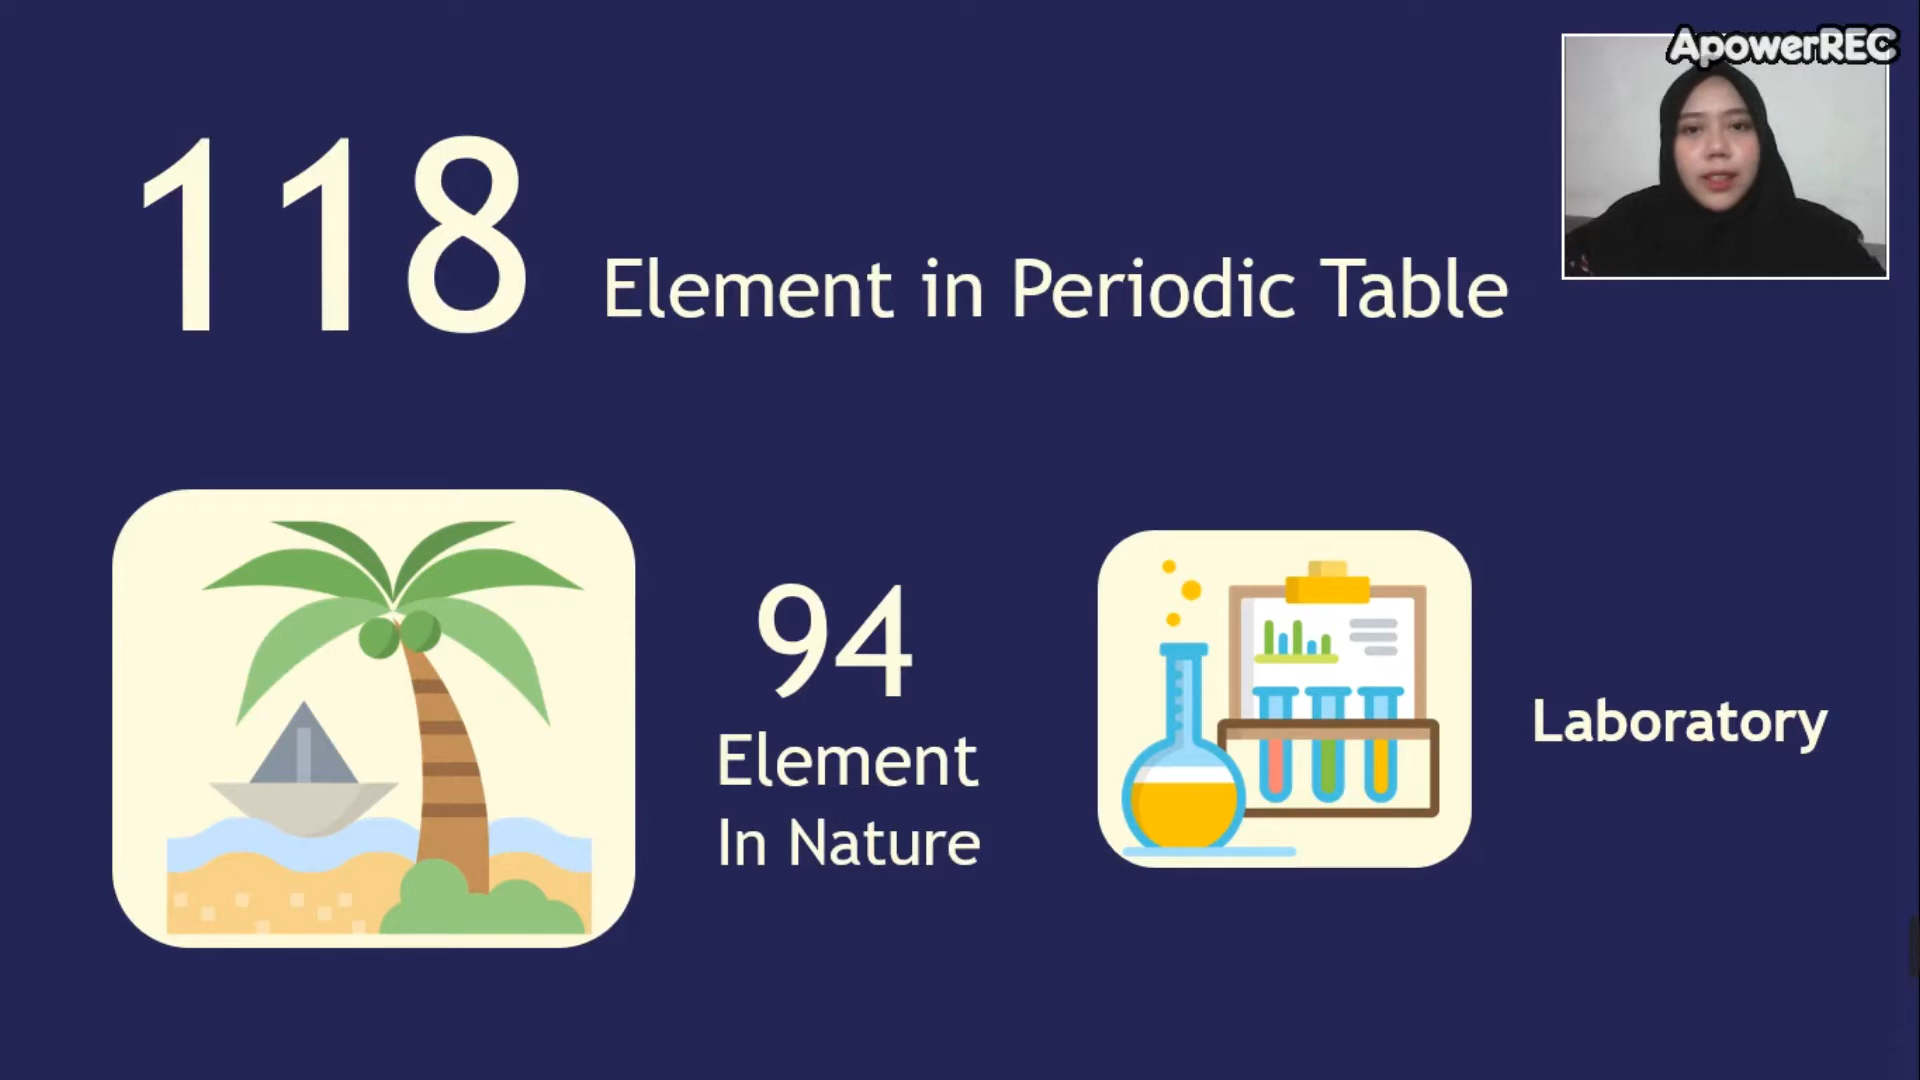 ApowerREC
118 Element in Periodic Table
94
Element
In Nature
Laboratory